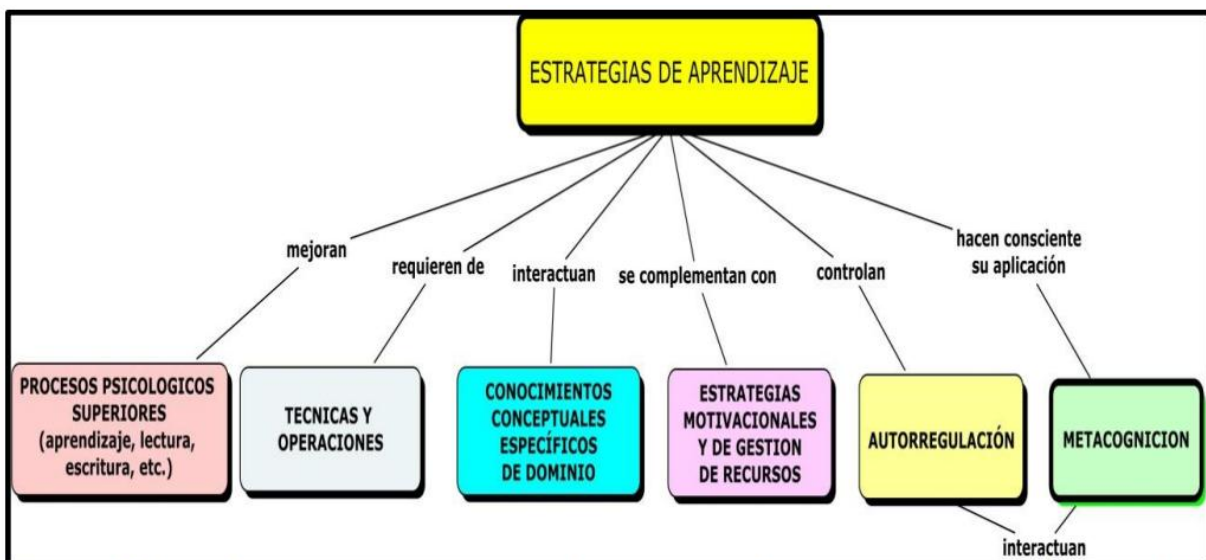 ESTRATEGIAS DE APRENDIZAJE
mejoran
requieren de
interactuan
se complementan con
controlan
hacen consciente
su aplicación
PROCESOS PSICOLOGICOS
SUPERIORES
(aprendizaje, lectura,
escritura, etc.)
TECNICAS Y
OPERACIONES
CONOCIMIENTOS
CONCEPTUALES
ESPECÍFICOS
DE DOMINIO
ESTRATEGIAS
MOTIVACIONALES
Y DE GESTION
DE RECURSOS
AUTORREGULACIÓN
METACOGNICION
interactuan